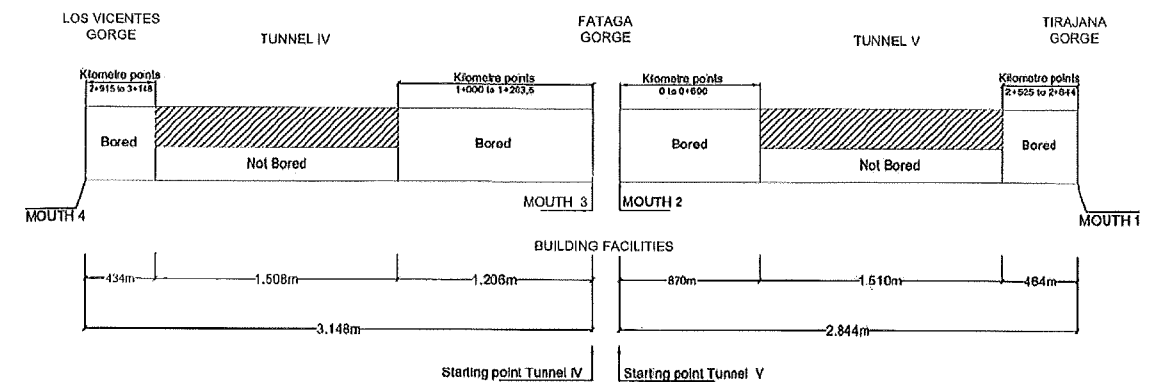 LOS VICENTES
GORGE
TUNNEL IV
FATAGA
GORGE
TUNNEL V
TIRAJANA
GORGE
Kilometre points
2+915 to 3+148
Kilometre points
1+000 to 1+203,5
Kilometre points
0 to 0+600
Kilometre points
2+525 to 2+844
Bored
Not Bored
Bored
Bored
Not Bored
Bored
MOUTH 4
MOUTH 3
MOUTH 2
MOUTH 1
BUILDING FACILITIES
434m
1.508m
1.206m
870m
1.510m
464m
3.148m
2.844m
Starting point Tunnel IV
Starting point Tunnel V